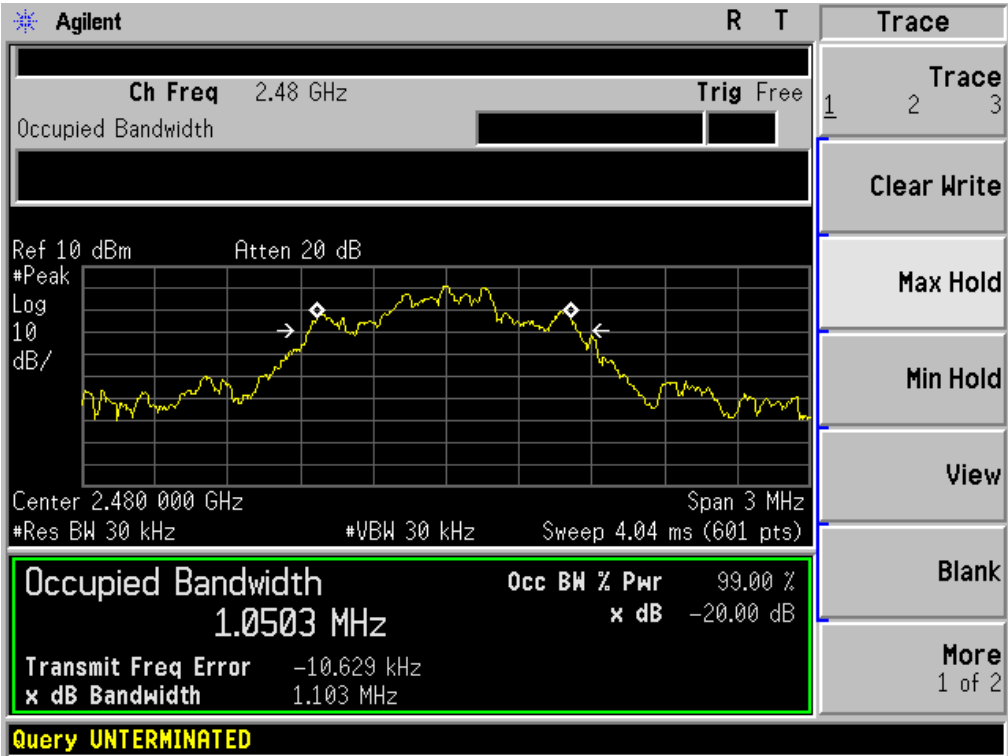 Agilent R T
Ch Freq 2.48 GHz Trig Free
Occupied Bandwidth
Ref 10 dBm Atten 20 dB
#Peak
Log
10
dB/
Center 2.480 000 GHz Span 3 MHz
#Res BW 30 kHz #VBW 30 kHz Sweep 4.04 ms (601 pts)
Occupied Bandwidth
1.0503 MHz
Occ BW % Pwr 99.00 %
x dB -20.00 dB
Transmit Freq Error -10.629 kHz
x dB Bandwidth 1.103 MHz
Query UNTERMINATED
Trace
Trace
1 2 3
Clear Write
Max Hold
Min Hold
View
Blank
More
1 of 2